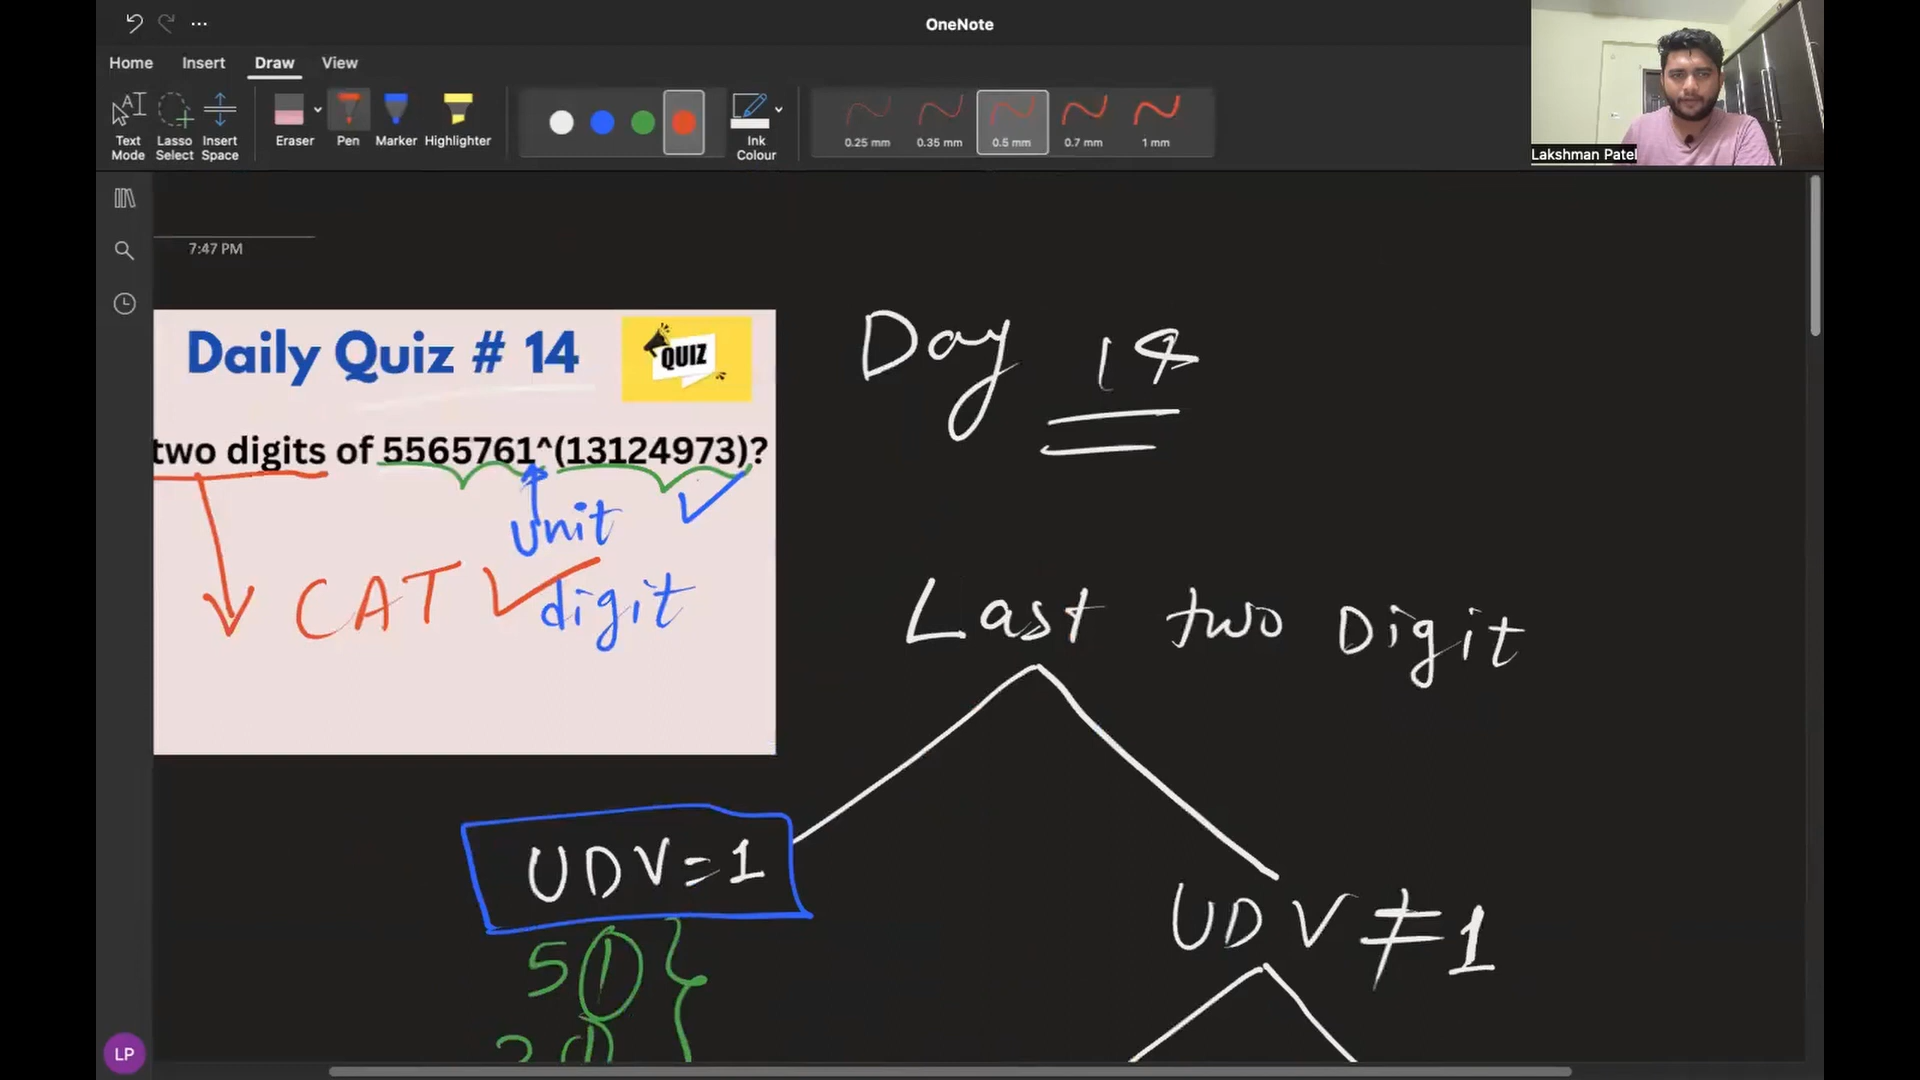 OneNote
Home Insert Draw View
Text Mode
Lasso Select
Insert Space
Eraser
Pen
Marker
Highlighter
Ink Colour
0.25 mm
0.35 mm
0.5 mm
0.7 mm
1 mm
Lakshman Patel
7:47 PM
Daily Quiz # 14
QUIZ
two digits of 5565761^(13124973)?
Unit
digit
CAT
Day 14
Last two Digit
UDV=1
UDV≠1
51
LP